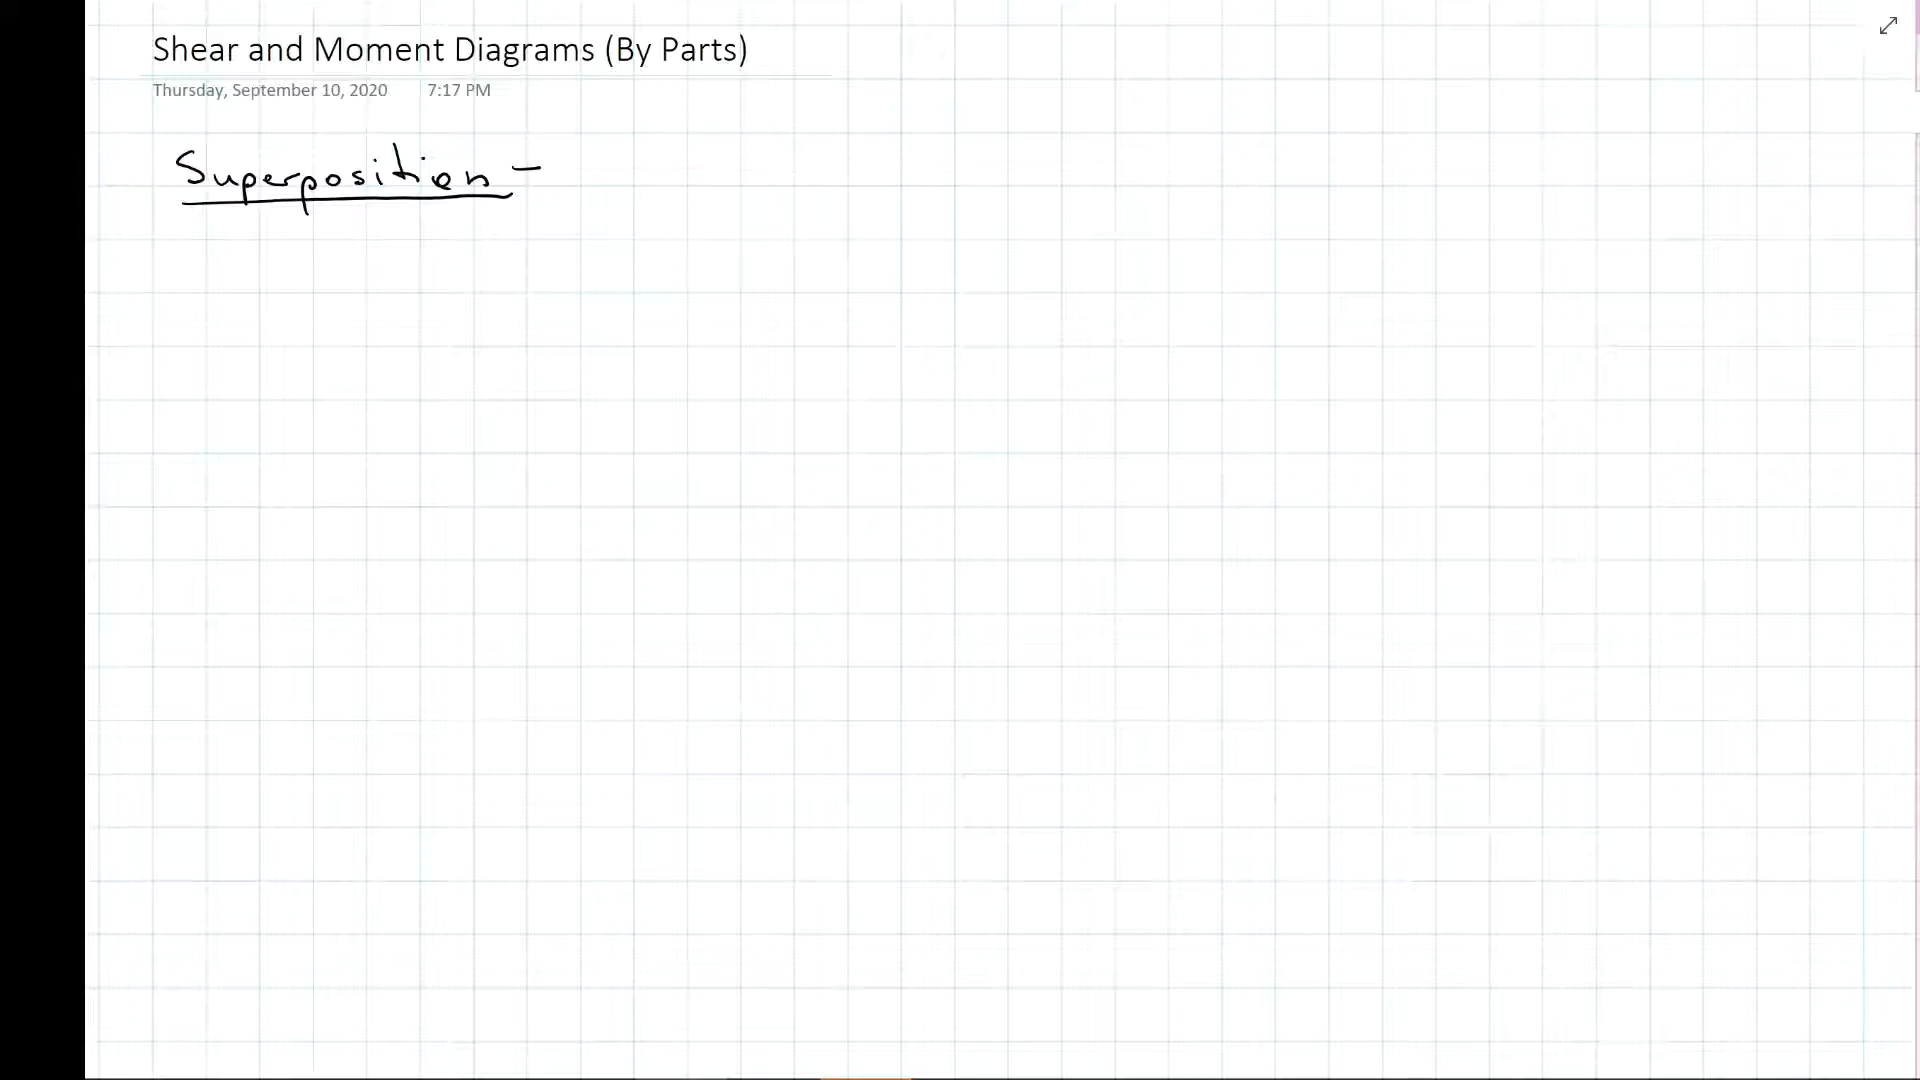 Shear and Moment Diagrams (By Parts)
Thursday, September 10, 2020 7:17 PM
Superposition -